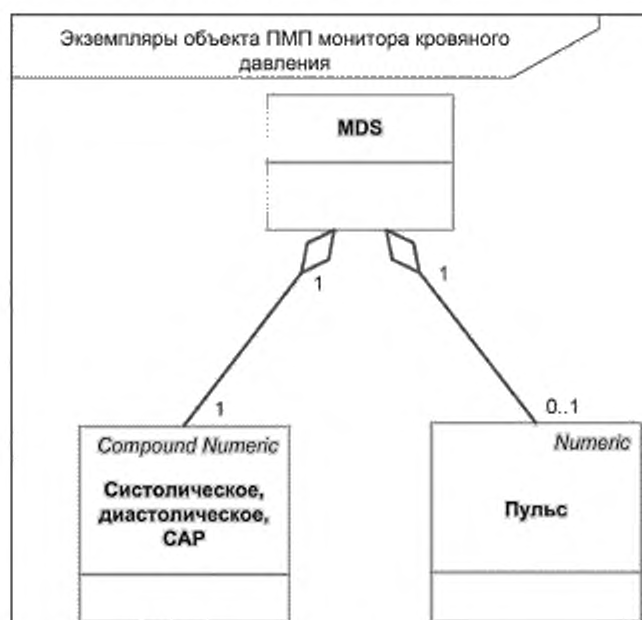 Экземпляры объекта ПМП монитора кровяного
давления
MDS
1
1
1
0..1
Compound Numeric
Numeric
Систолическое,
диастолическое,
САР
Пульс